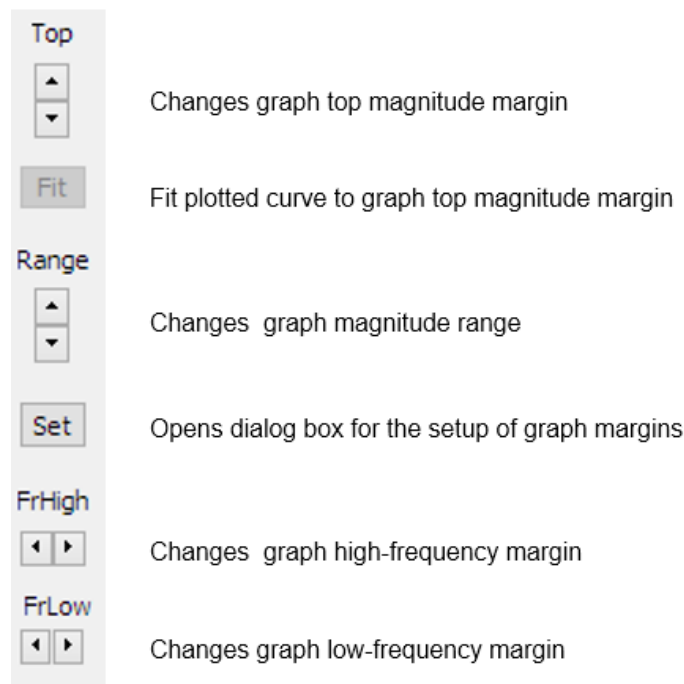 Top
Changes graph top magnitude margin
Fit
Fit plotted curve to graph top magnitude margin
Range
Changes  graph magnitude range
Set
Opens dialog box for the setup of graph margins
FrHigh
Changes  graph high-frequency margin
FrLow
Changes graph low-frequency margin